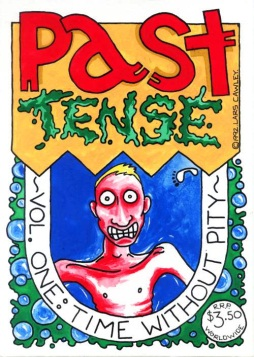 PAST
TENSE
©1992 LARS CAWLEY.
~VOL. ONE: TIME WITHOUT PITY~
R.R.P.
$3.50
WORLDWIDE